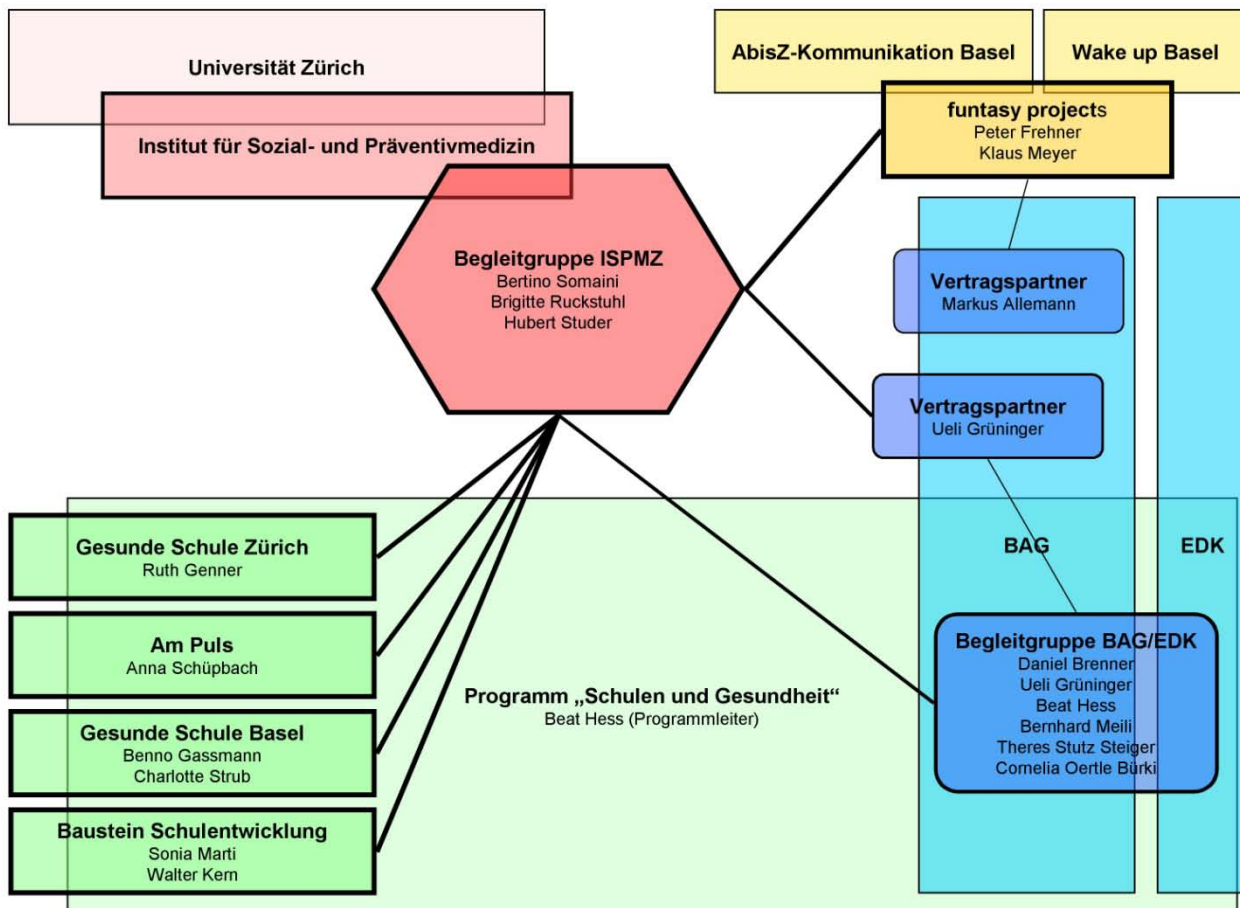 Universität Zürich
Institut für Sozial- und Präventivmedizin
AbisZ-Kommunikation Basel
Wake up Basel
funtasy projects
Peter Frehner
Klaus Meyer
Begleitgruppe ISPMZ
Bertino Somaini
Brigitte Ruckstuhl
Hubert Studer
Vertragspartner
Markus Allemann
Vertragspartner
Ueli Grüninger
BAG
EDK
Gesunde Schule Zürich
Ruth Genner
Am Puls
Anna Schüpbach
Gesunde Schule Basel
Benno Gassmann
Charlotte Strub
Baustein Schulentwicklung
Sonia Marti
Walter Kern
Programm „Schulen und Gesundheit“
Beat Hess (Programmleiter)
Begleitgruppe BAG/EDK
Daniel Brenner
Ueli Grüninger
Beat Hess
Bernhard Meili
Theres Stutz Steiger
Cornelia Oertle Bürki